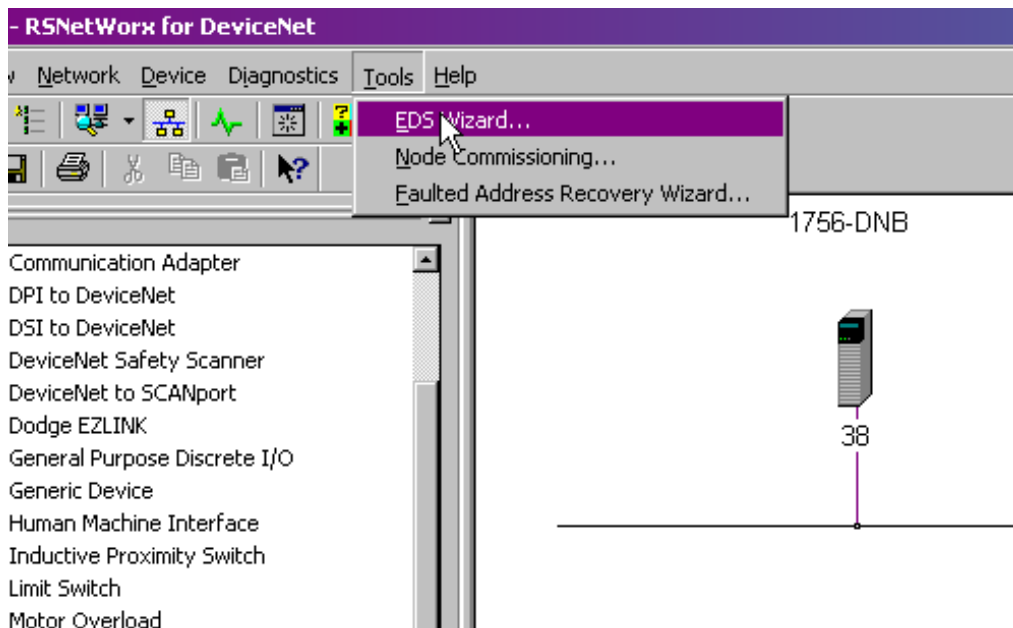 - RSNetWorx for DeviceNet
Network Device Diagnostics Tools Help
EDS Wizard...
Node Commissioning...
Faulted Address Recovery Wizard...
1756-DNB
38
Communication Adapter
DPI to DeviceNet
DSI to DeviceNet
DeviceNet Safety Scanner
DeviceNet to SCANport
Dodge EZLINK
General Purpose Discrete I/O
Generic Device
Human Machine Interface
Inductive Proximity Switch
Limit Switch
Motor Overload